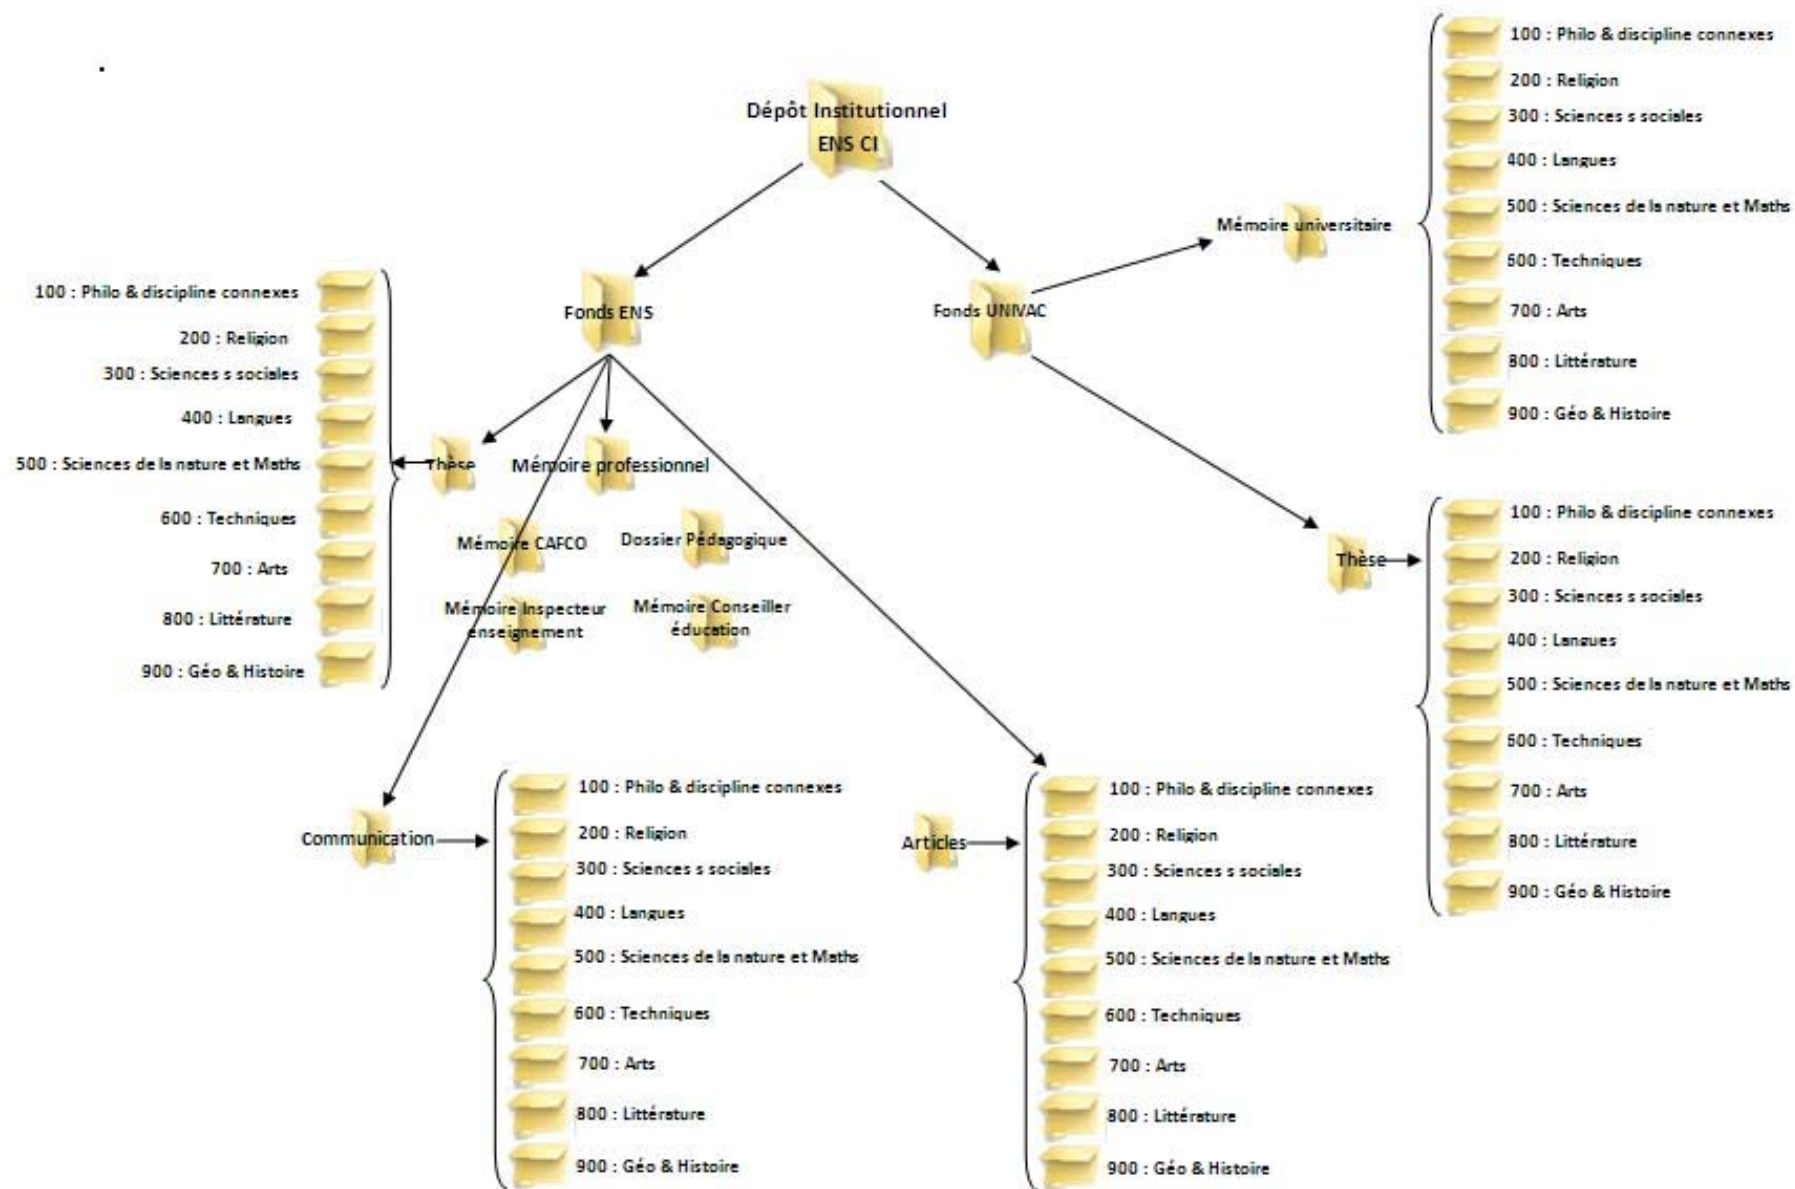 Dépôt Institutionnel
ENS CI
Fonds ENS
Fonds UNIVAC
Mémoire universitaire
100 : Philo & discipline connexes
200 : Religion
300 : Sciences s sociales
400 : Langues
500 : Sciences de la nature et Maths
600 : Techniques
700 : Arts
800 : Littérature
900 : Géo & Histoire
100 : Philo & discipline connexes
200 : Religion
300 : Sciences s sociales
400 : Langues
500 : Sciences de la nature et Maths
600 : Techniques
700 : Arts
800 : Littérature
900 : Géo & Histoire
Thèse
Mémoire professionnel
Mémoire CAFCO
Dossier Pédagogique
Mémoire Inspecteur
enseignement
Mémoire Conseiller
éducation
Thèse
100 : Philo & discipline connexes
200 : Religion
300 : Sciences s sociales
400 : Langues
500 : Sciences de la nature et Maths
600 : Techniques
700 : Arts
800 : Littérature
900 : Géo & Histoire
Communication
100 : Philo & discipline connexes
200 : Religion
300 : Sciences s sociales
400 : Langues
500 : Sciences de la nature et Maths
600 : Techniques
700 : Arts
800 : Littérature
900 : Géo & Histoire
Articles
100 : Philo & discipline connexes
200 : Religion
300 : Sciences s sociales
400 : Langues
500 : Sciences de la nature et Maths
600 : Techniques
700 : Arts
800 : Littérature
900 : Géo & Histoire